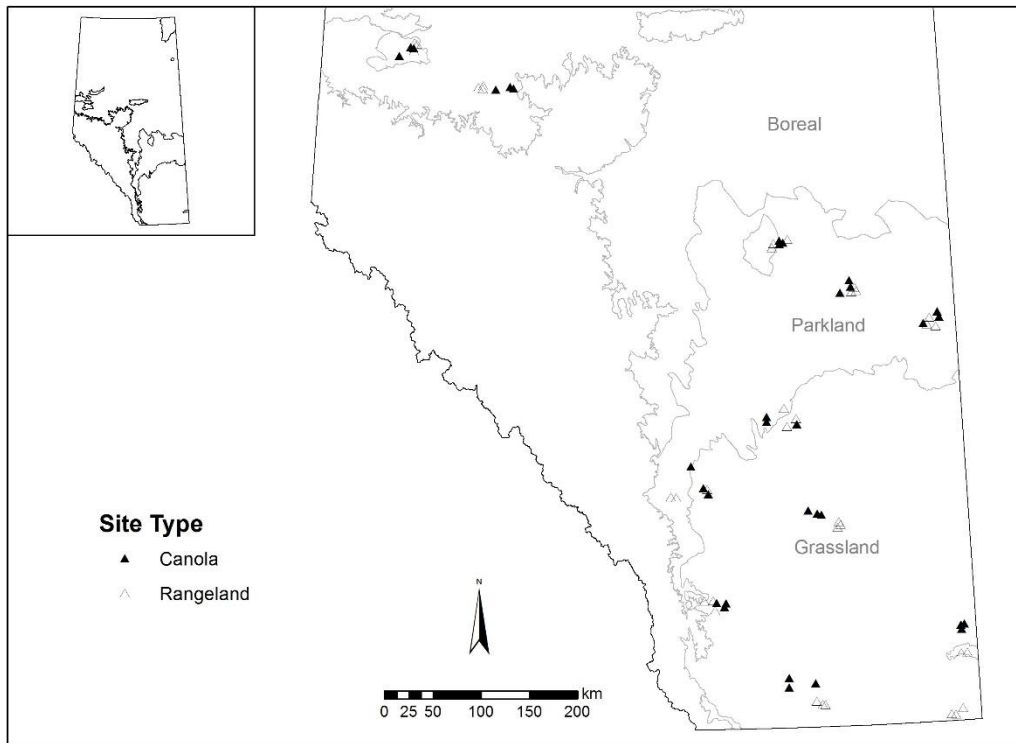 Boreal
Parkland
Grassland
Site Type
Canola
Rangeland
N
km
0 25 50 100 150 200